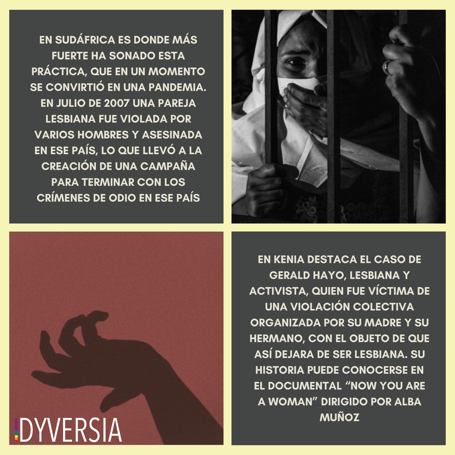 EN SUDÁFRICA ES DONDE MÁS
FUERTE HA SONADO ESTA
PRÁCTICA, QUE EN UN MOMENTO
SE CONVIRTIÓ EN UNA PANDEMIA.
EN JULIO DE 2007 UNA PAREJA
LESBIANA FUE VIOLADA POR
VARIOS HOMBRES Y ASESINADA
EN ESE PAÍS, LO QUE LLEVÓ A LA
CREACIÓN DE UNA CAMPAÑA
PARA TERMINAR CON LOS
CRÍMENES DE ODIO EN ESE PAÍS
EN KENIA DESTACA EL CASO DE
GERALD HAYO, LESBIANA Y
ACTIVISTA, QUIEN FUE VÍCTIMA DE
UNA VIOLACIÓN COLECTIVA
ORGANIZADA POR SU MADRE Y SU
HERMANO, CON EL OBJETO DE QUE
ASÍ DEJARA DE SER LESBIANA. SU
HISTORIA PUEDE CONOCERSE EN
EL DOCUMENTAL “NOW YOU ARE
A WOMAN” DIRIGIDO POR ALBA
MUÑOZ
DYVERSIA